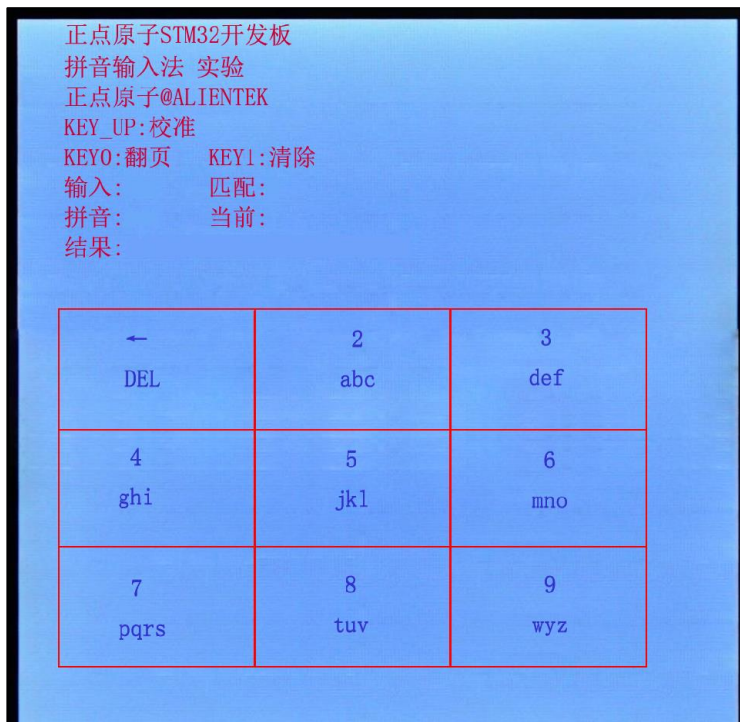 正点原子STM32开发板
拼音输入法 实验
正点原子@ALIENTEK
KEY_UP:校准
KEY0:翻页 KEY1:清除
输入: 匹配:
拼音: 当前:
结果:
← 2 3
DEL abc def
4 5 6
ghi jkl mno
7 8 9
pqrs tuv wyz